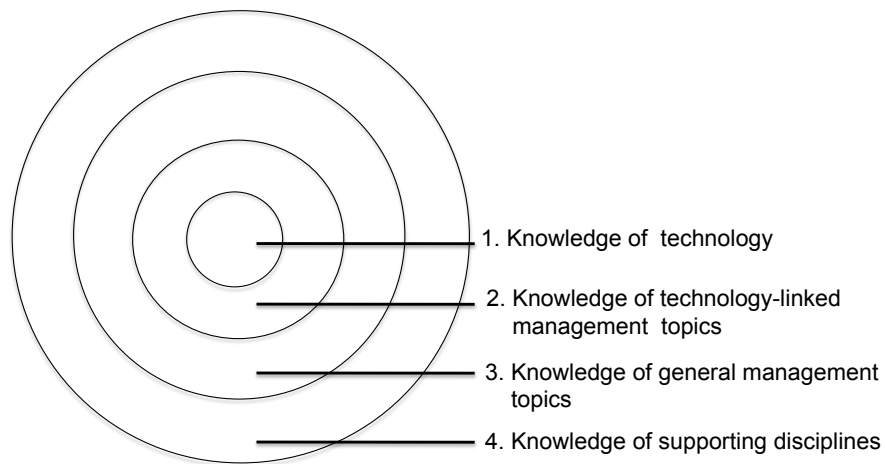 1. Knowledge of technology
2. Knowledge of technology-linked
management topics
3. Knowledge of general management
topics
4. Knowledge of supporting disciplines